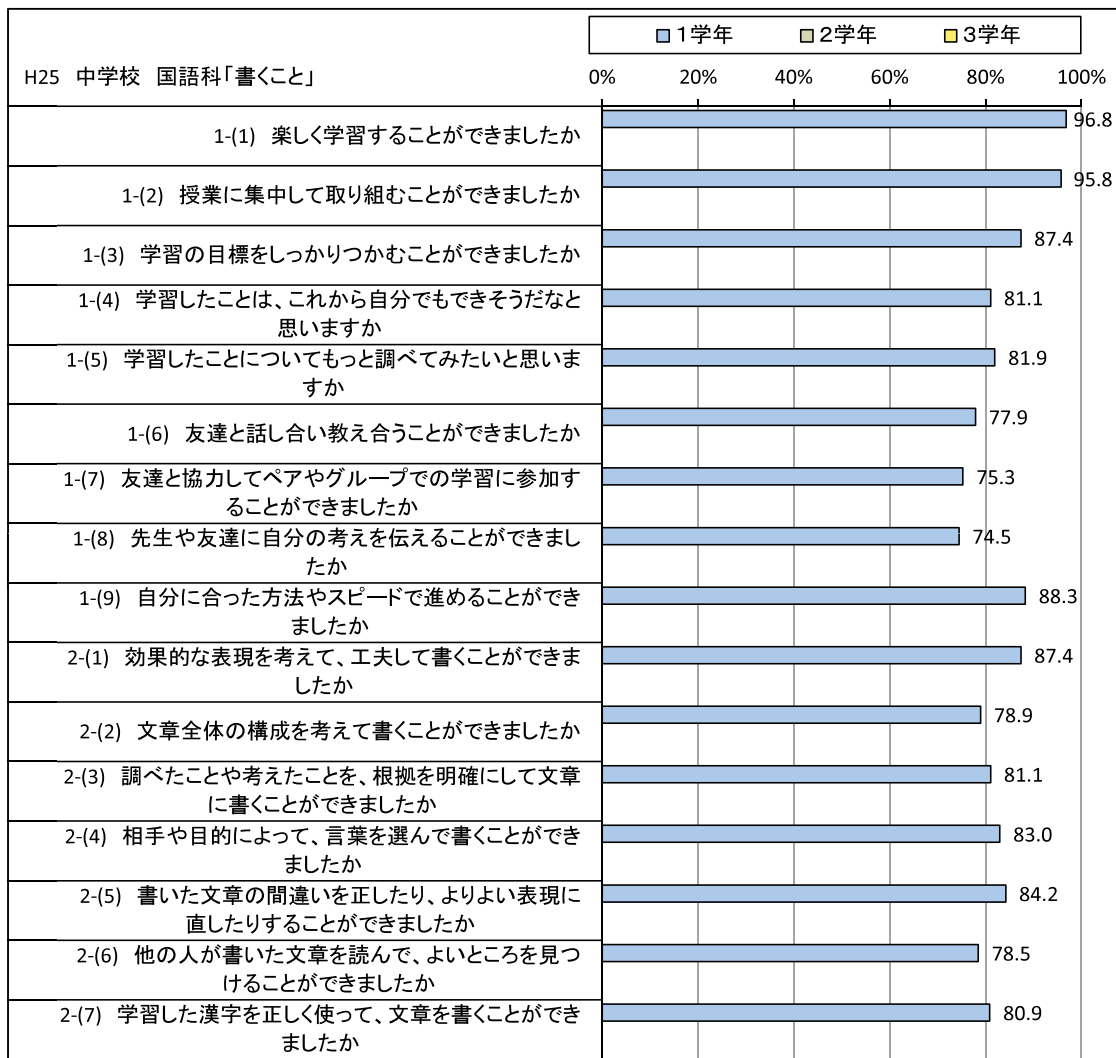 1学年 2学年 3学年
H25 中学校 国語科「書くこと」
0% 20% 40% 60% 80% 100%
1-(1) 楽しく学習することができましたか 96.8
1-(2) 授業に集中して取り組むことができましたか 95.8
1-(3) 学習の目標をしっかりつかむことができましたか 87.4
1-(4) 学習したことは、これから自分でもできそうだなと
思いますか 81.1
1-(5) 学習したことについてもっと調べてみたいと思いま
すか 81.9
1-(6) 友達と話し合い教え合うことができましたか 77.9
1-(7) 友達と協力してペアやグループでの学習に参加す
ることができましたか 75.3
1-(8) 先生や友達に自分の考えを伝えることができまし
たか 74.5
1-(9) 自分に合った方法やスピードで進めることができ
ましたか 88.3
2-(1) 効果的な表現を考えて、工夫して書くことができま
したか 87.4
2-(2) 文章全体の構成を考えて書くことができましたか 78.9
2-(3) 調べたことや考えたことを、根拠を明確にして文章
に書くことができましたか 81.1
2-(4) 相手や目的によって、言葉を選んで書くことができ
ましたか 83.0
2-(5) 書いた文章の間違いを正したり、よりよい表現に
直したりすることができましたか 84.2
2-(6) 他の人が書いた文章を読んで、よいところを見つ
けることができましたか 78.5
2-(7) 学習した漢字を正しく使って、文章を書くことができ
ましたか 80.9